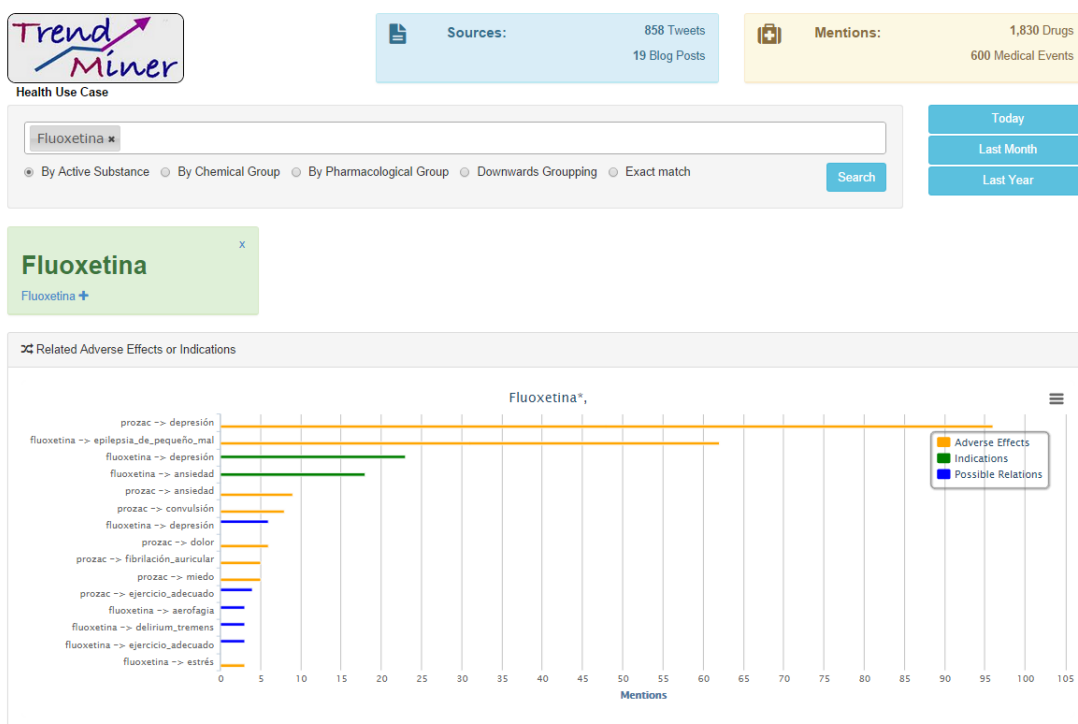 Trend
Miner
Health Use Case
Sources:
858 Tweets
19 Blog Posts
Mentions:
1,830 Drugs
600 Medical Events
Fluoxetina ×
By Active Substance By Chemical Group By Pharmacological Group Downwards Groupping Exact match
Search
Today
Last Month
Last Year
x
Fluoxetina
Fluoxetina +
Related Adverse Effects or Indications
Fluoxetina*,
prozac -> depresión
fluoxetina -> epilepsia_de_pequeño_mal
fluoxetina -> depresión
fluoxetina -> ansiedad
prozac -> ansiedad
prozac -> convulsión
fluoxetina -> depresión
prozac -> dolor
prozac -> fibrilación_auricular
prozac -> miedo
prozac -> ejercicio_adecuado
fluoxetina -> aerofagia
fluoxetina -> delirium_tremens
fluoxetina -> ejercicio_adecuado
fluoxetina -> estrés
Adverse Effects
Indications
Possible Relations
0 5 10 15 20 25 30 35 40 45 50 55 60 65 70 75 80 85 90 95 100 105
Mentions